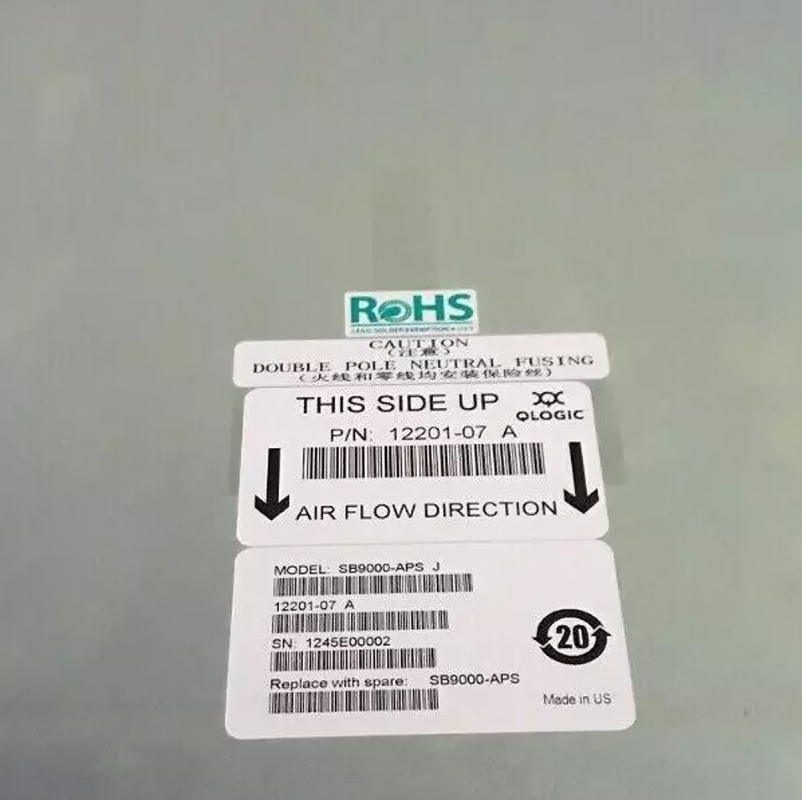 RoHS
CAUTION
(注意)
DOUBLE POLE NEUTRAL FUSING
(火线和零线均安装保险丝)
THIS SIDE UP
QLOGIC
P/N: 12201-07 A
AIR FLOW DIRECTION
MODEL: SB9000-APS J
12201-07 A
SN: 1245E00002
20
Replace with spare: SB9000-APS
Made in US